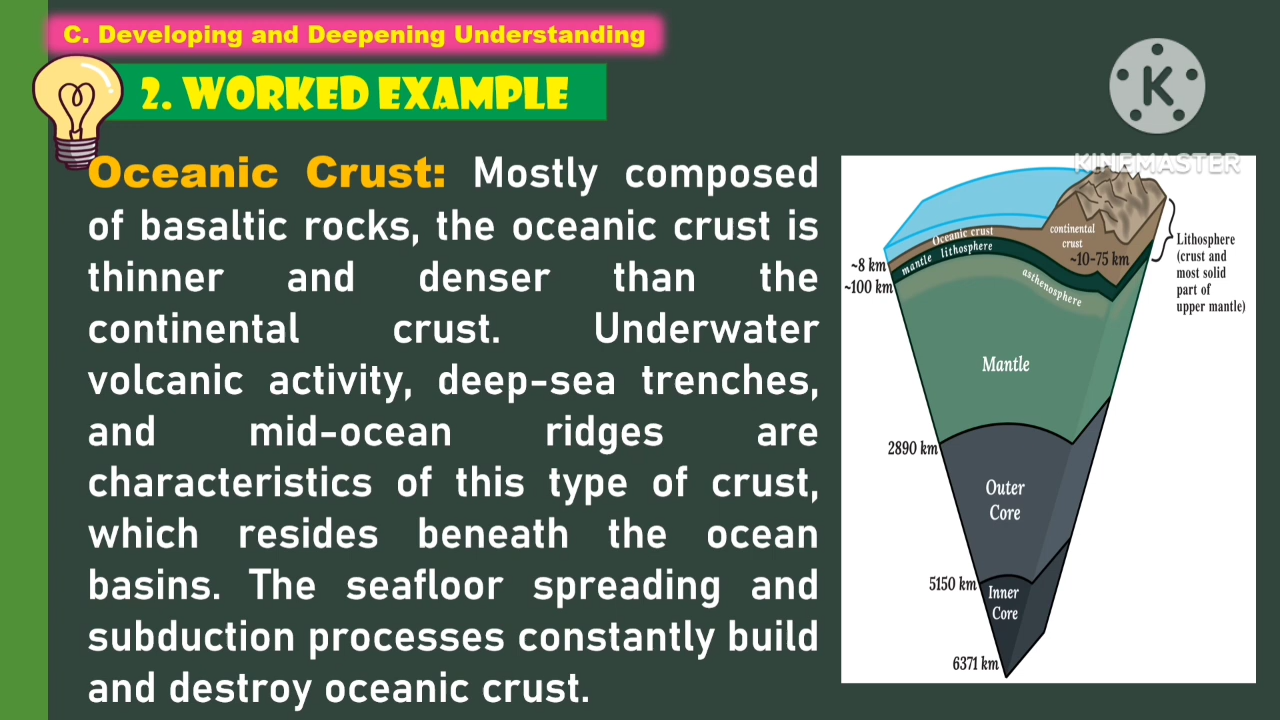 C. Developing and Deepening Understanding
2. WORKED EXAMPLE
K
KINEMASTER
Oceanic Crust: Mostly composed
of basaltic rocks, the oceanic crust is
thinner and denser than the
continental crust. Underwater
volcanic activity, deep-sea trenches,
and mid-ocean ridges are
characteristics of this type of crust,
which resides beneath the ocean
basins. The seafloor spreading and
subduction processes constantly build
and destroy oceanic crust.
Oceanic crust
continental
crust
~10-75 km
mantle lithosphere
asthenosphere
~8 km
~100 km
Lithosphere
(crust and
most solid
part of
upper mantle)
Mantle
2890 km
Outer
Core
5150 km
Inner
Core
6371 km